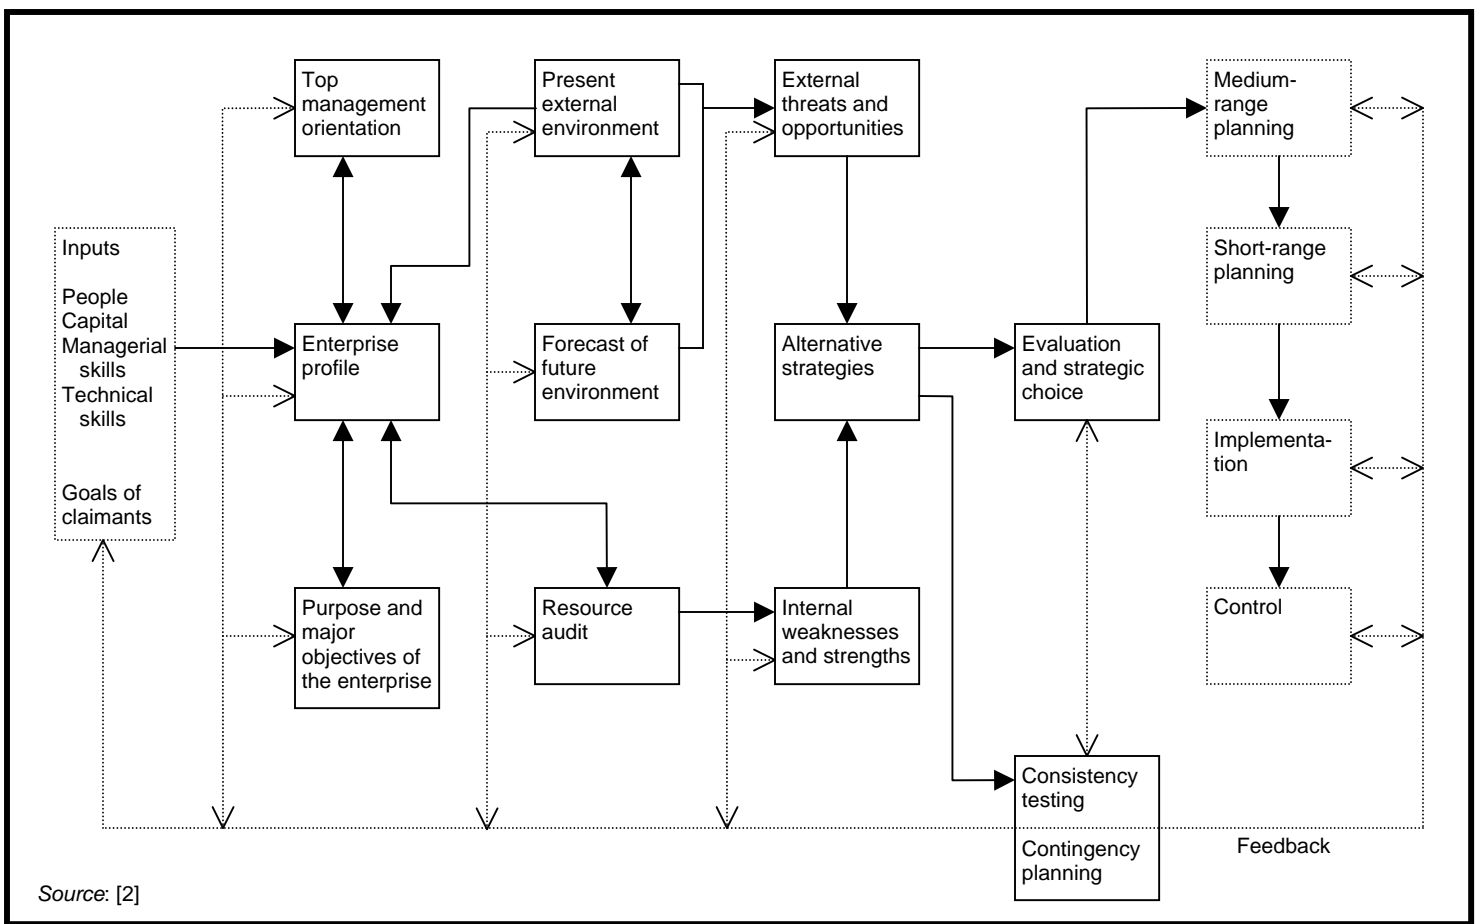 Top
management
orientation
Present
external
environment
External
threats and
opportunities
Medium-
range
planning
Inputs
People
Capital
Managerial
skills
Technical
skills
Goals of
claimants
Enterprise
profile
Forecast of
future
environment
Alternative
strategies
Evaluation
and strategic
choice
Short-range
planning
Implementa-
tion
Purpose and
major
objectives of
the enterprise
Resource
audit
Internal
weaknesses
and strengths
Control
Consistency
testing
Contingency
planning
Feedback
Source: [2]